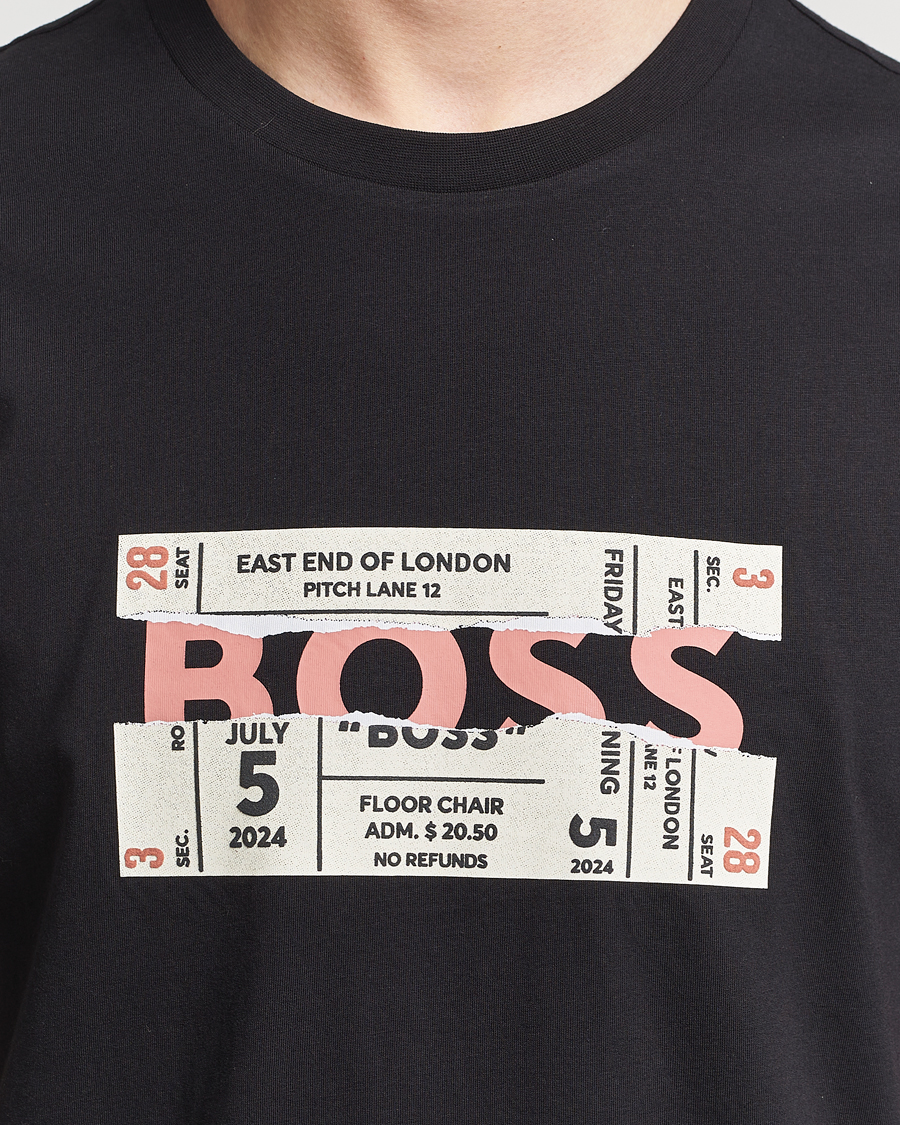 28
SEAT
EAST END OF LONDON
PITCH LANE 12
FRIDAY
EAST
SEC.
3
BOSS
RO
3
SEC.
JULY
5
2024
"BOSS"
FLOOR CHAIR
ADM. $ 20.50
NO REFUNDS
NING
5
2024
NE 12
F LONDON
SEAT
28